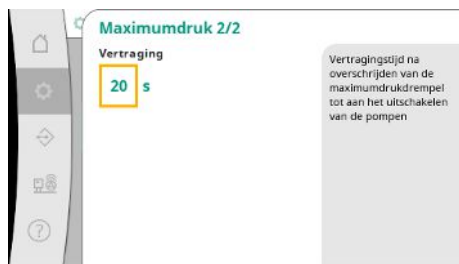 Maximumdruk 2/2
Vertraging
20 s
Vertragingstijd na
overschrijden van de
maximumdrukdrempel
tot aan het uitschakelen
van de pompen
?